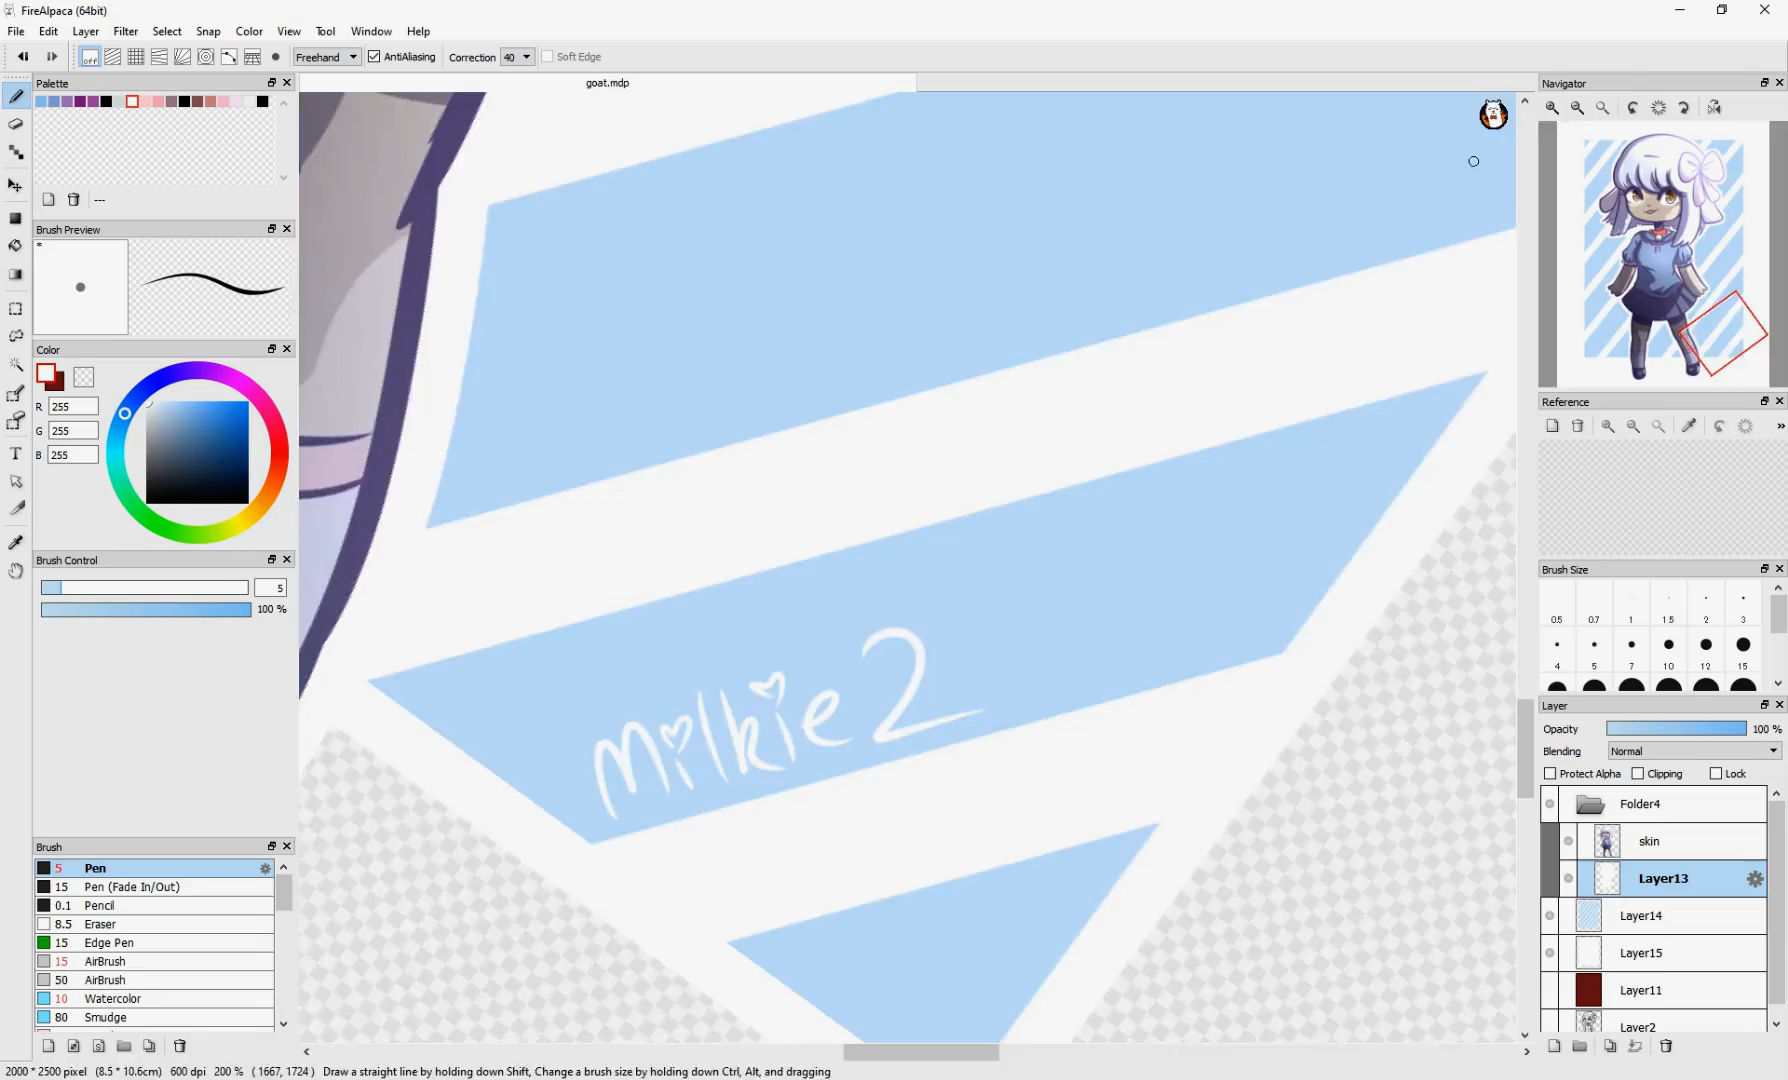 FireAlpaca (64bit)
File Edit Layer Filter Select Snap Color View Tool Window Help
off Freehand AntiAliasing Correction 40 Soft Edge
goat.mdp
Palette
---
Brush Preview
*
Color
R 255
G 255
B 255
Brush Control
5
100 %
Brush
5 Pen
15 Pen (Fade In/Out)
0.1 Pencil
8.5 Eraser
15 Edge Pen
15 AirBrush
50 AirBrush
10 Watercolor
80 Smudge
milkie2
Navigator
Reference
»
Brush Size
0.5 0.7 1 1.5 2 3
4 5 7 10 12 15
Layer
Opacity 100 %
Blending Normal
Protect Alpha Clipping Lock
Folder4
skin
Layer13
Layer14
Layer15
Layer11
Layer2
2000 * 2500 pixel (8.5 * 10.6cm) 600 dpi 200 % ( 1667, 1724 ) Draw a straight line by holding down Shift, Change a brush size by holding down Ctrl, Alt, and dragging